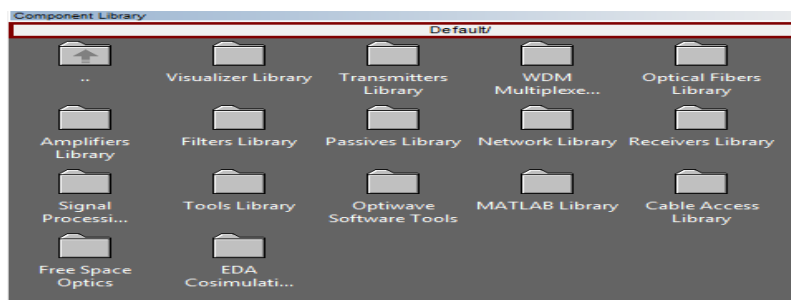 Component Library
Default/
..
Visualizer Library
Transmitters
Library
WDM
Multiplexe...
Optical Fibers
Library
Amplifiers
Library
Filters Library
Passives Library
Network Library
Receivers Library
Signal
Processi...
Tools Library
Optiwave
Software Tools
MATLAB Library
Cable Access
Library
Free Space
Optics
EDA
Cosimulati...